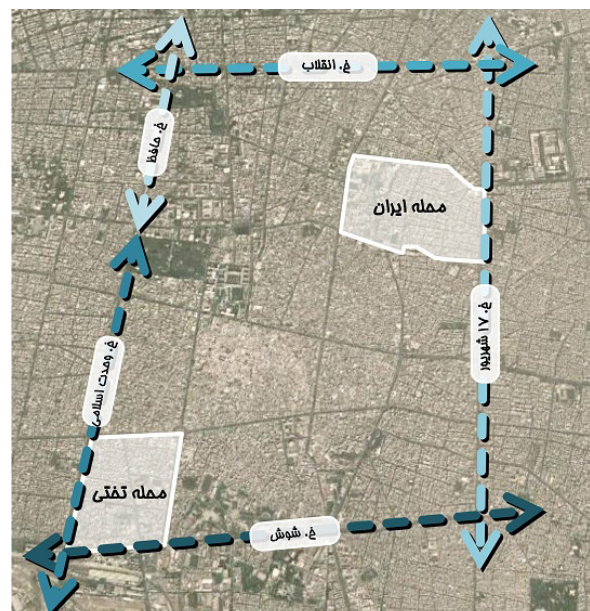 خ. انقلاب
خ. حافظ
محله ایران
خ. ۱۷ شهریور
خ. وحدت اسلامی
محله تختی
خ. شوش